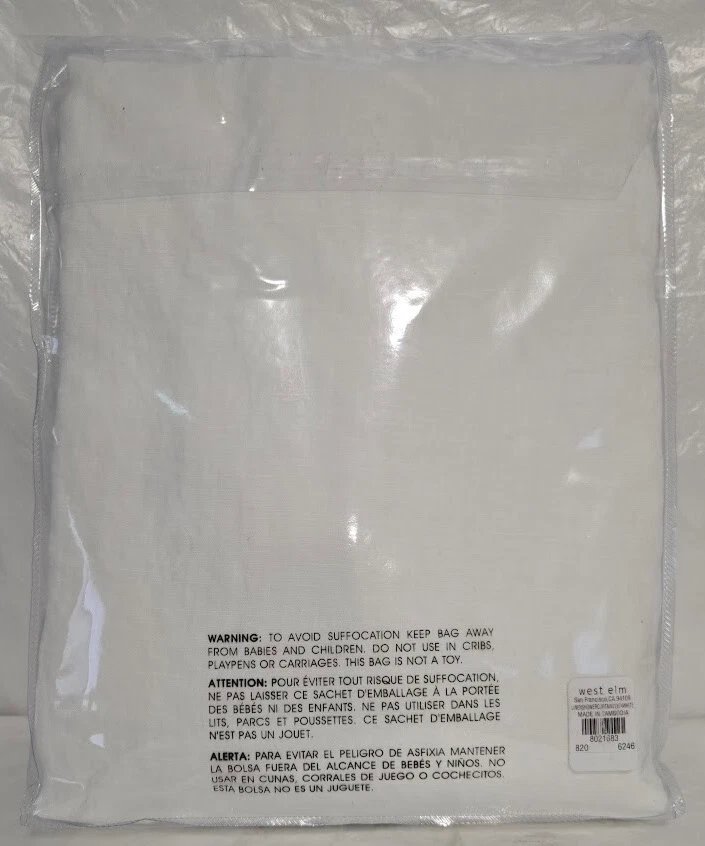 WARNING: TO AVOID SUFFOCATION KEEP BAG AWAY
FROM BABIES AND CHILDREN. DO NOT USE IN CRIBS,
PLAYPENS OR CARRIAGES. THIS BAG IS NOT A TOY.
ATTENTION: POUR ÉVITER TOUT RISQUE DE SUFFOCATION,
NE PAS LAISSER CE SACHET D'EMBALLAGE À LA PORTÉE
DES BÉBÉS NI DES ENFANTS. NE PAS UTILISER DANS LES
LITS, PARCS ET POUSSETTES. CE SACHET D'EMBALLAGE
N'EST PAS UN JOUET.
ALERTA: PARA EVITAR EL PELIGRO DE ASFIXIA MANTENER
LA BOLSA FUERA DEL ALCANCE DE BEBÉS Y NIÑOS. NO
USAR EN CUNAS, CORRALES DE JUEGO O COCHECITOS.
ESTA BOLSA NO ES UN JUGUETE.
west elm
San Francisco,CA 94109
MADE IN CAMBODIA
8021683
820 6246